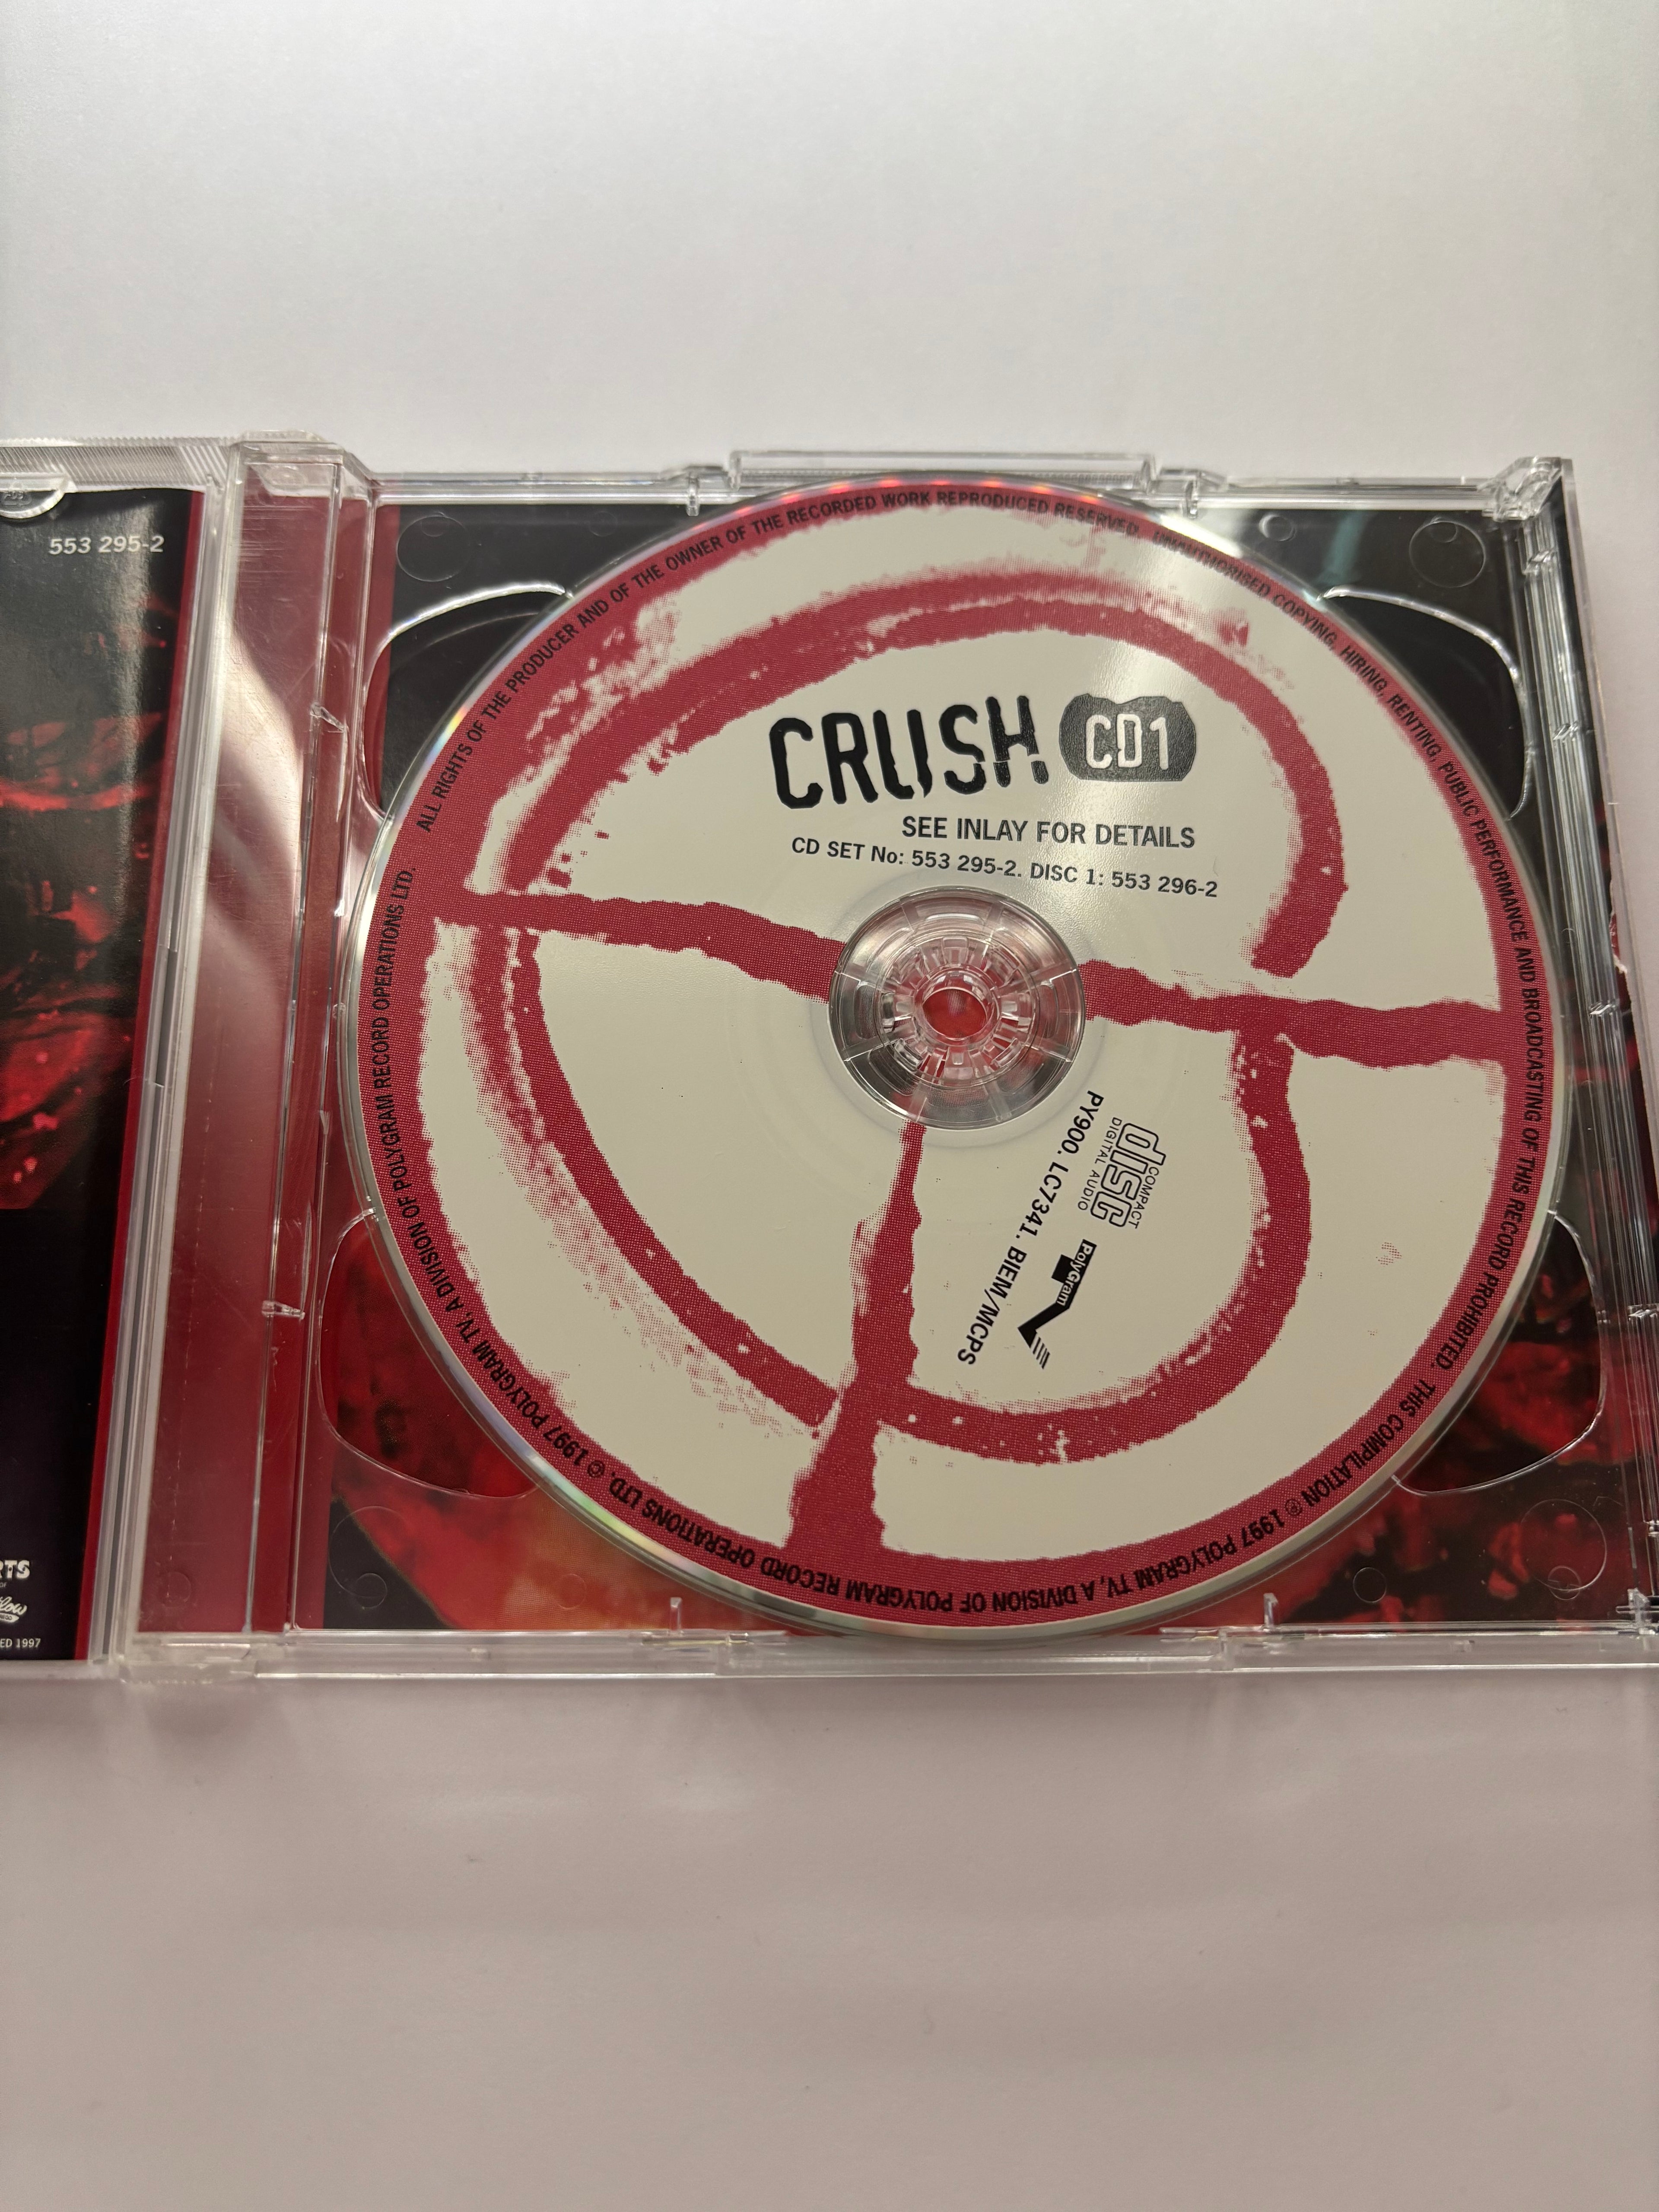 553 295-2
RTS
ED 1997
CRUSH CD1
SEE INLAY FOR DETAILS
CD SET No: 553 295-2. DISC 1: 553 296-2
COMPACT
disc
DIGITAL AUDIO
PolyGram
PY900. LC7341. BIEM/MCPS
ALL RIGHTS OF THE PRODUCER AND OF THE OWNER OF THE RECORDED WORK REPRODUCED RESERVED. UNAUTHORISED COPYING, HIRING, RENTING, PUBLIC PERFORMANCE AND BROADCASTING OF THIS RECORD PROHIBITED. THIS COMPILATION ℗ 1997 POLYGRAM TV, A DIVISION OF POLYGRAM RECORD OPERATIONS LTD. © 1997 POLYGRAM TV, A DIVISION OF POLYGRAM RECORD OPERATIONS LTD.